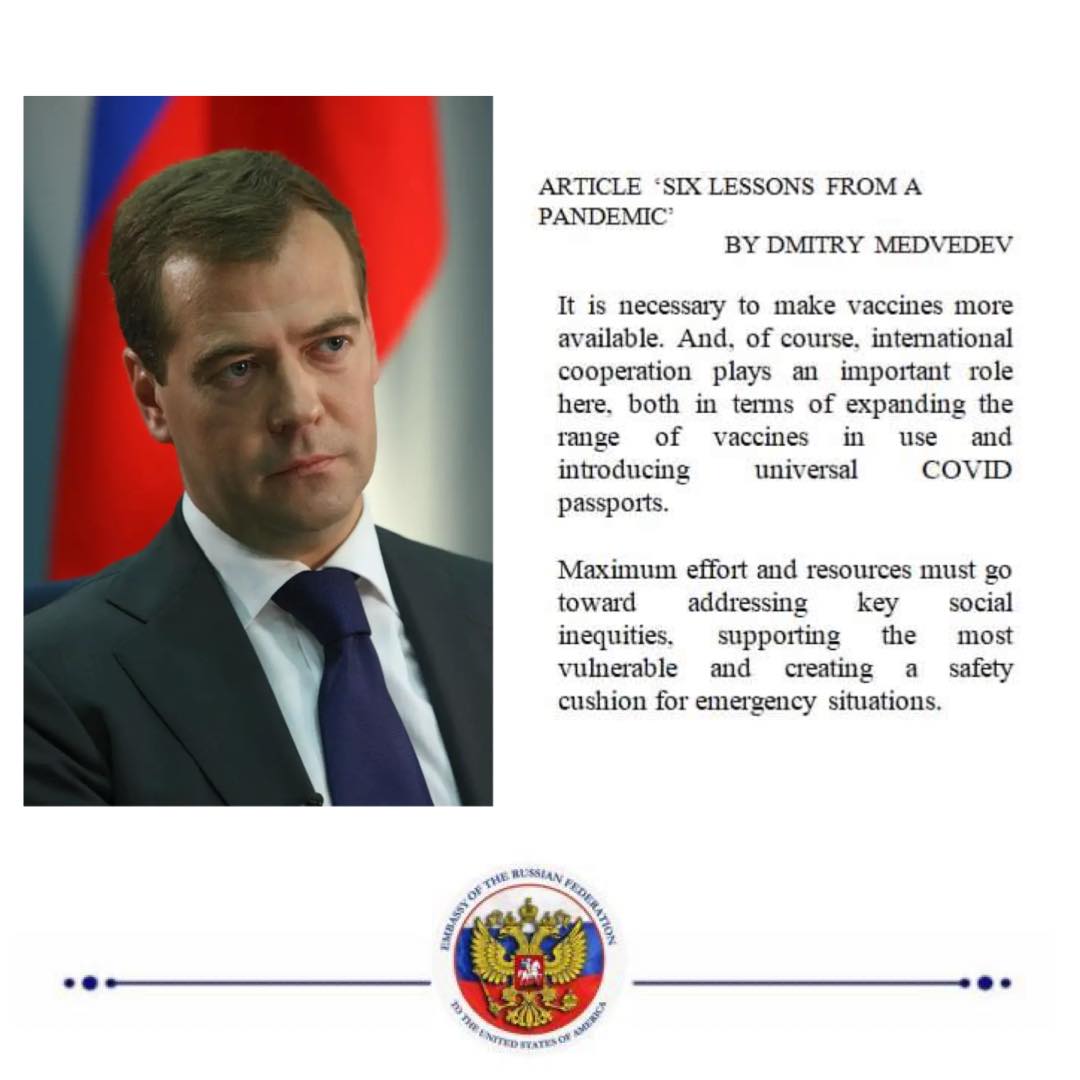 ARTICLE ‘SIX LESSONS FROM A
PANDEMIC’
BY DMITRY MEDVEDEV
It is necessary to make vaccines more
available. And, of course, international
cooperation plays an important role
here, both in terms of expanding the
range of vaccines in use and
introducing universal COVID
passports.
Maximum effort and resources must go
toward addressing key social
inequities, supporting the most
vulnerable and creating a safety
cushion for emergency situations.
EMBASSY OF THE RUSSIAN FEDERATION
TO THE UNITED STATES OF AMERICA